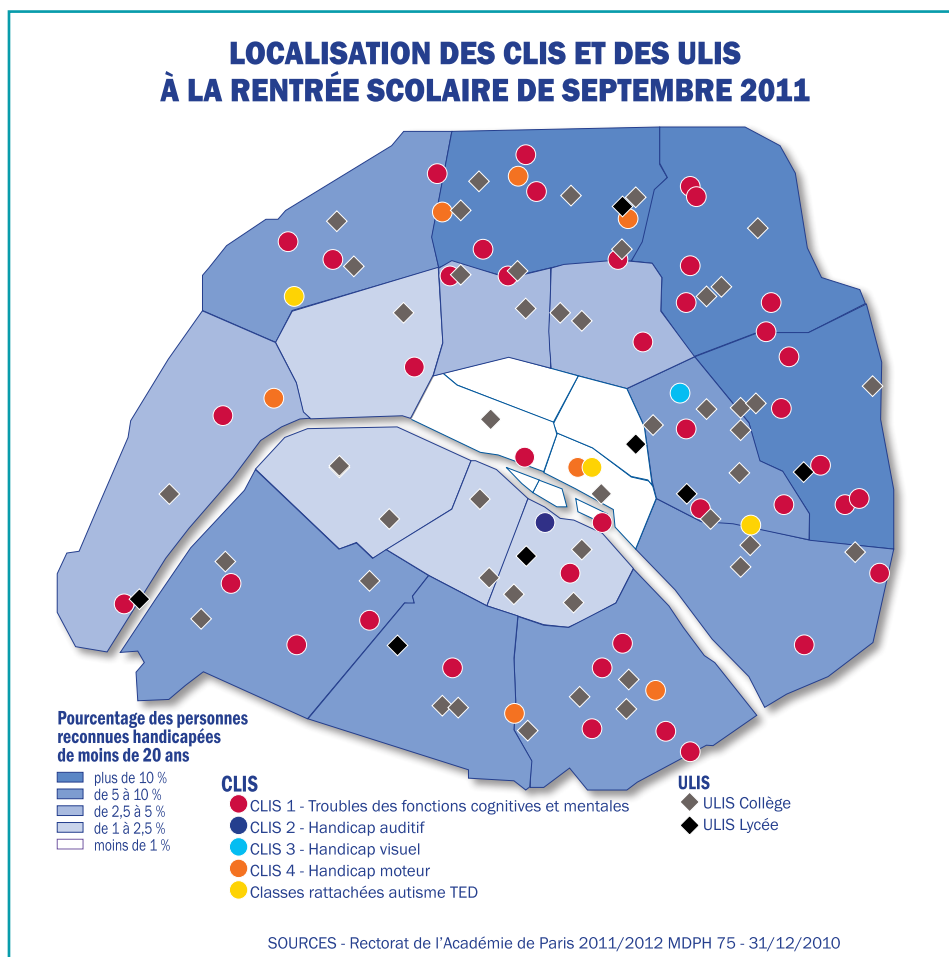 LOCALISATION DES CLIS ET DES ULIS
À LA RENTRÉE SCOLAIRE DE SEPTEMBRE 2011
Pourcentage des personnes
reconnues handicapées
de moins de 20 ans
plus de 10 %
de 5 à 10 %
de 2,5 à 5 %
de 1 à 2,5 %
moins de 1 %
CLIS
CLIS 1 - Troubles des fonctions cognitives et mentales
CLIS 2 - Handicap auditif
CLIS 3 - Handicap visuel
CLIS 4 - Handicap moteur
Classes rattachées autisme TED
ULIS
ULIS Collège
ULIS Lycée
SOURCES - Rectorat de l'Académie de Paris 2011/2012 MDPH 75 - 31/12/2010